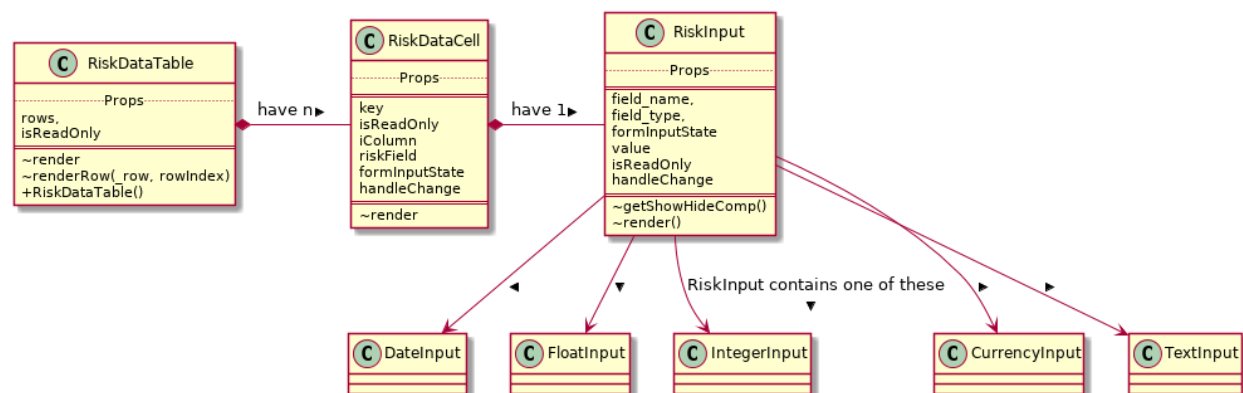 C RiskDataTable
Props
rows,
isReadOnly
~render
~renderRow(_row, rowIndex)
+RiskDataTable()
have n
C RiskDataCell
Props
key
isReadOnly
iColumn
riskField
formInputState
handleChange
~render
have 1
C RiskInput
Props
field_name,
field_type,
formInputState
value
isReadOnly
handleChange
~getShowHideComp()
~render()
RiskInput contains one of these
C DateInput
C FloatInput
C IntegerInput
C CurrencyInput
C TextInput